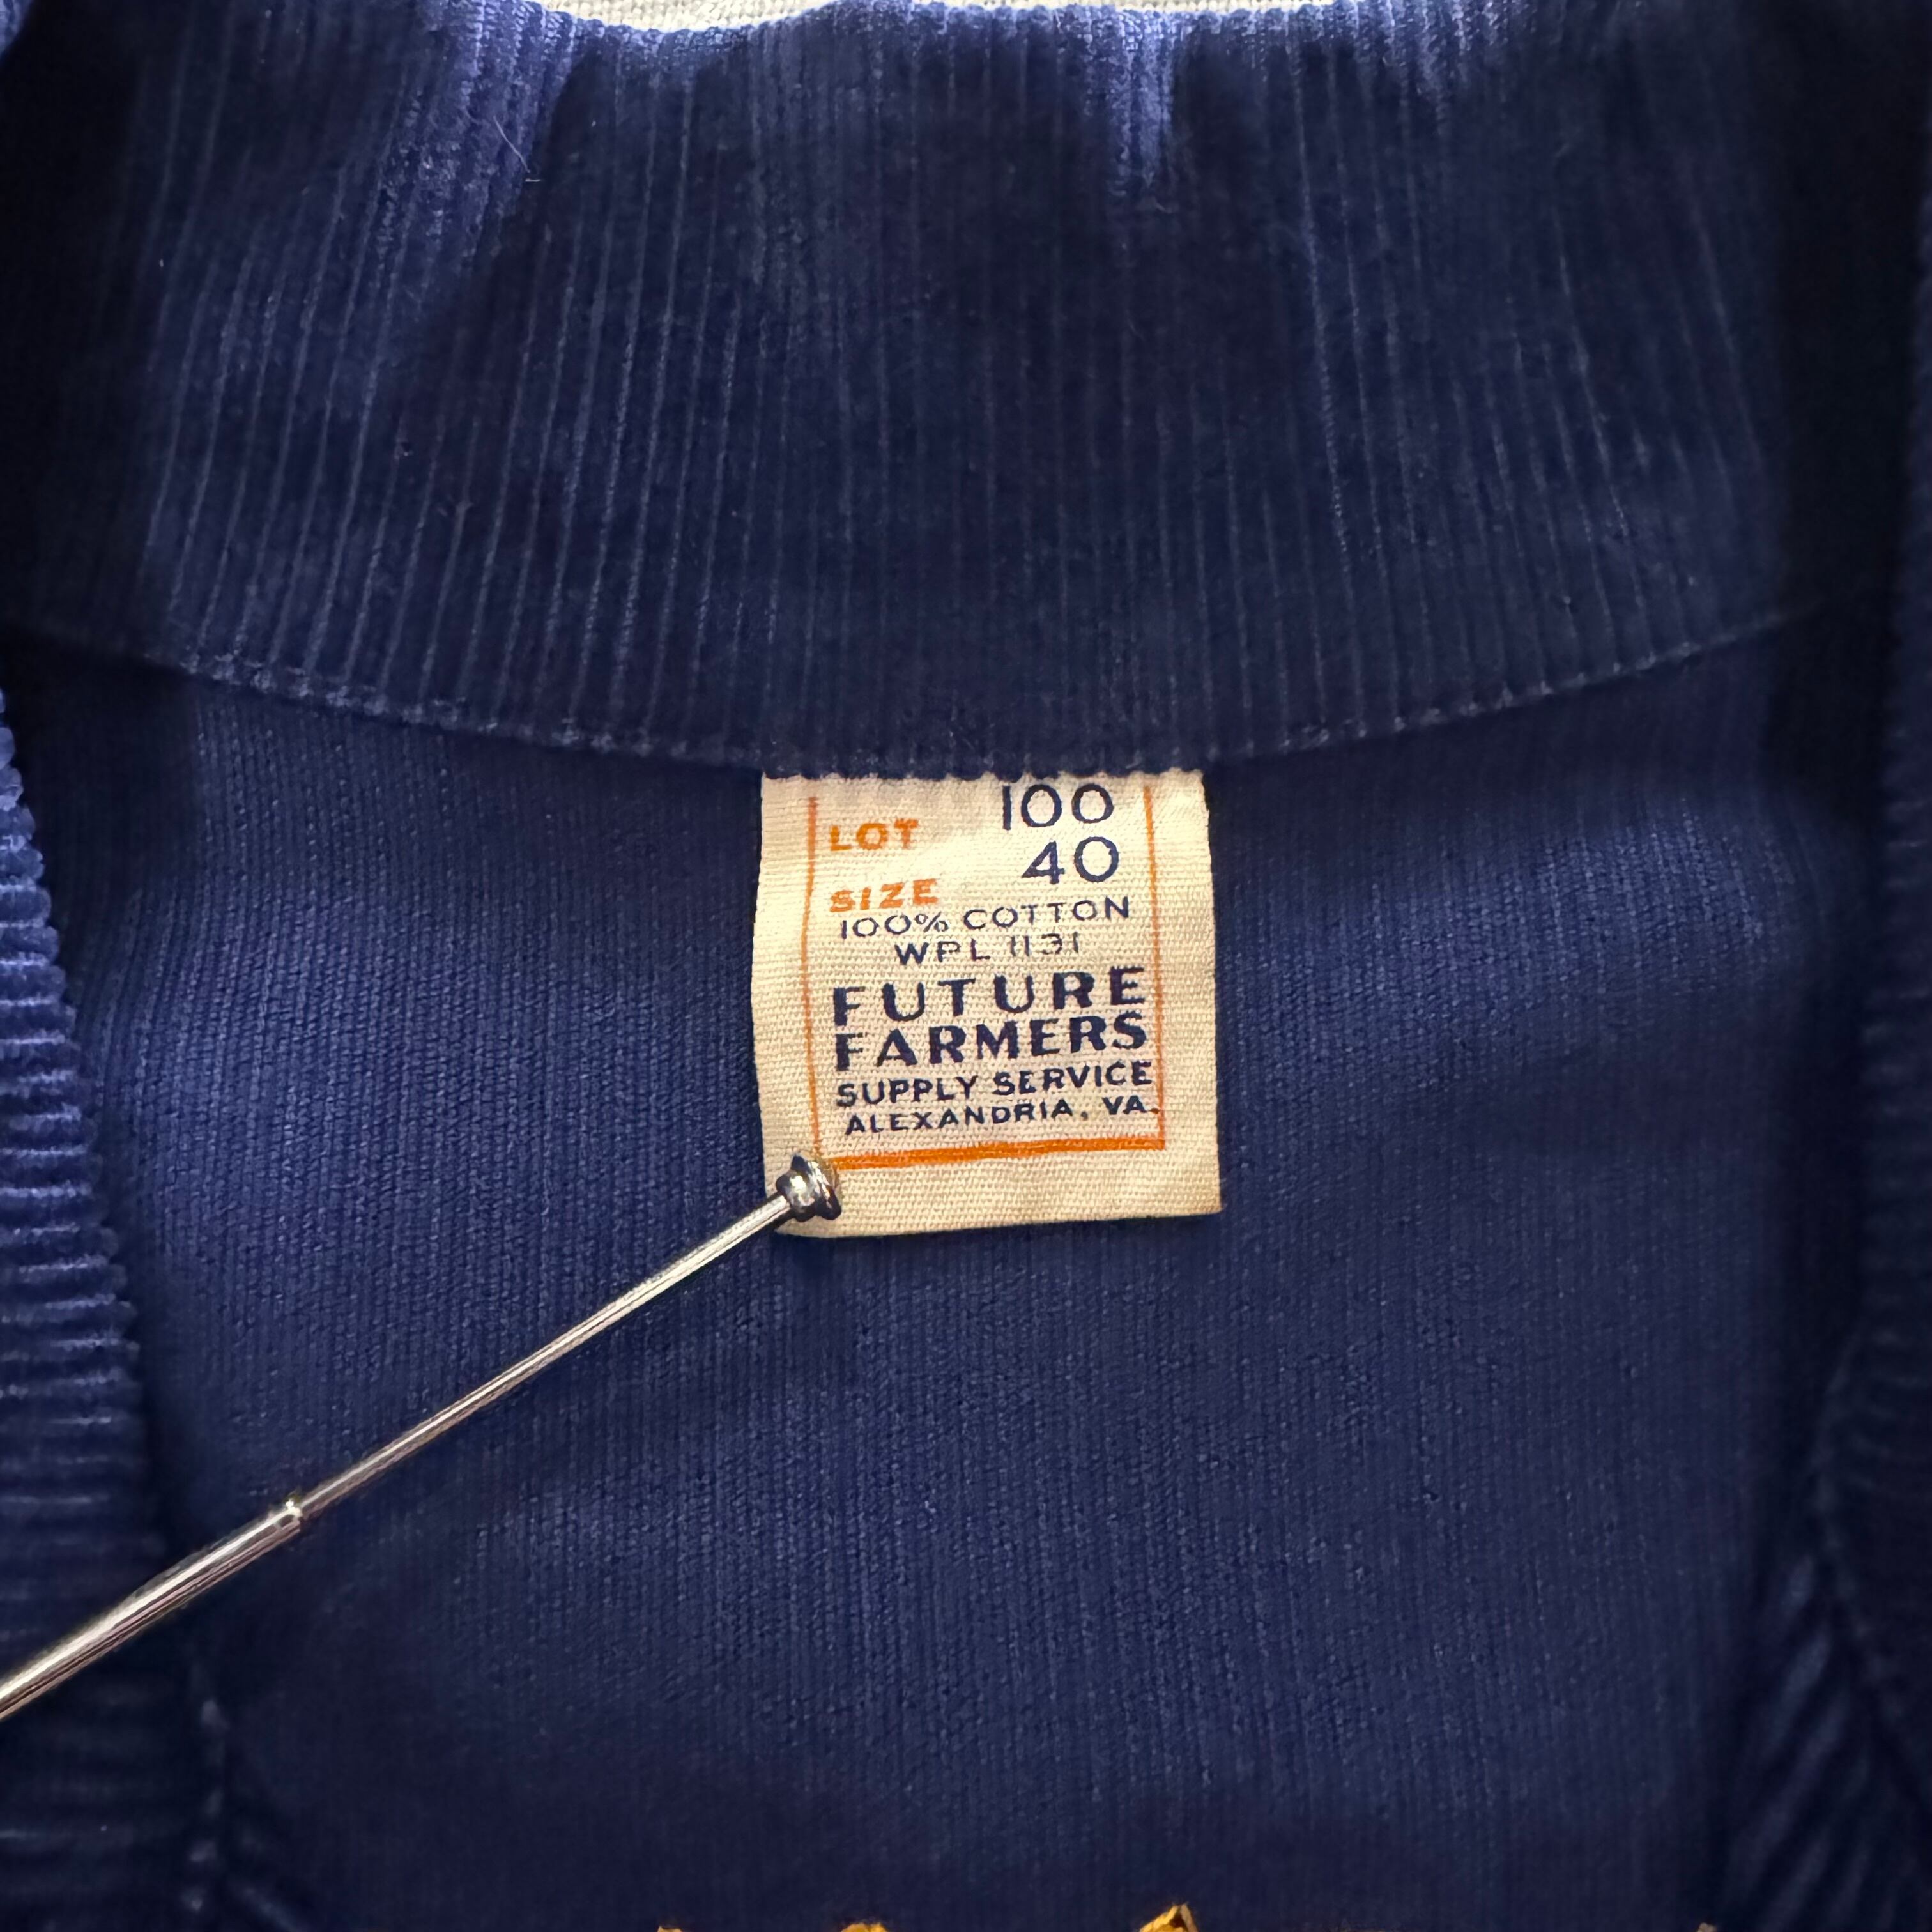 LOT 100
SIZE 40
100% COTTON
WPL 1131
FUTURE
FARMERS
SUPPLY SERVICE
ALEXANDRIA, VA.